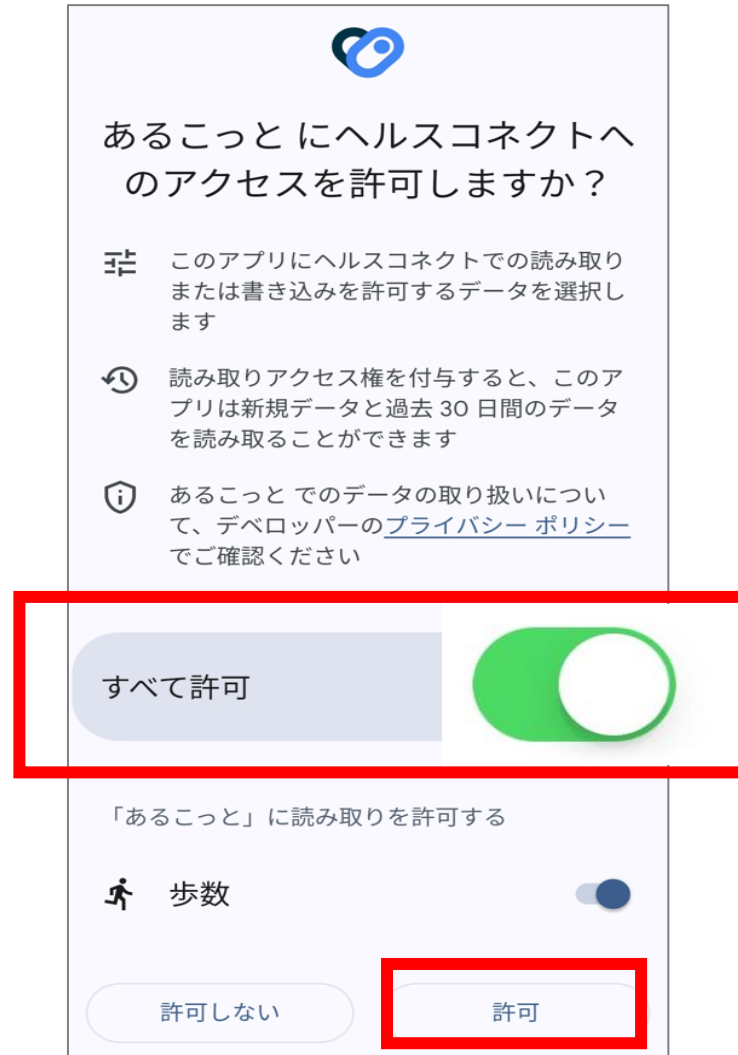 あるこっと にヘルスコネクトへ
のアクセスを許可しますか？
このアプリにヘルスコネクトでの読み取り
または書き込みを許可するデータを選択し
ます
読み取りアクセス権を付与すると、このア
プリは新規データと過去 30 日間のデータ
を読み取ることができます
あるこっと でのデータの取り扱いについ
て、デベロッパーのプライバシー ポリシー
でご確認ください
すべて許可
「あるこっと」に読み取りを許可する
歩数
許可しない
許可